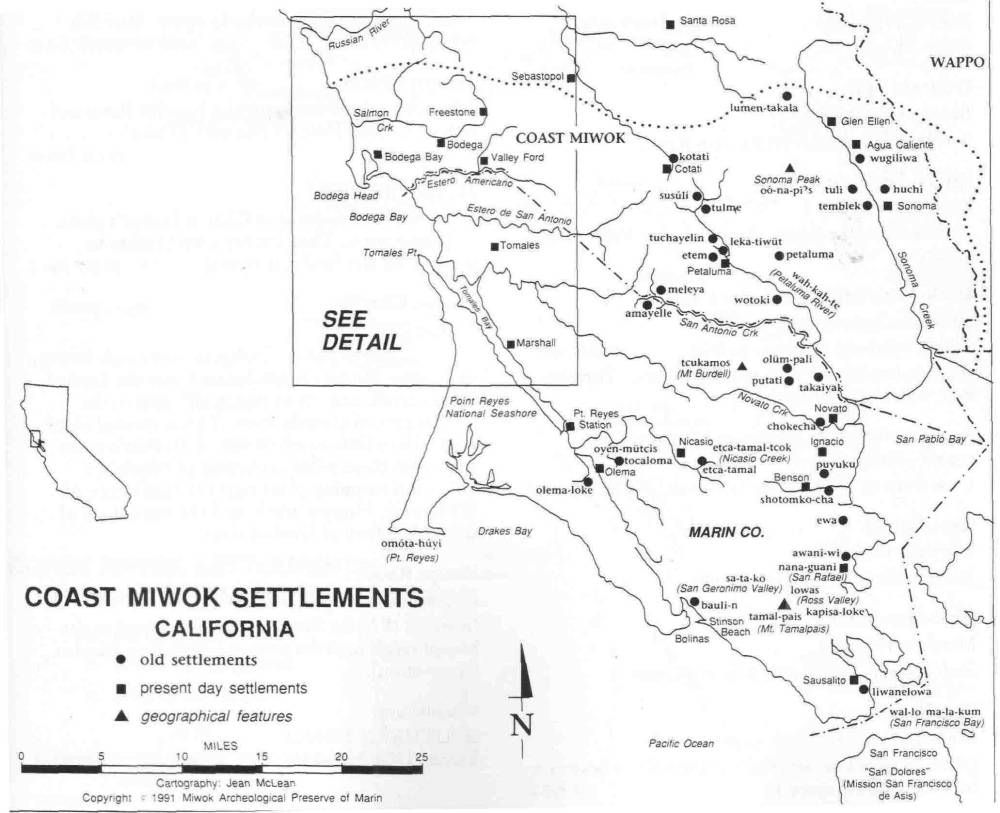 Santa Rosa
Russian River
WAPPO
Sebastopol
lumen-takala
Salmon
Crk
Freestone
Glen Ellen
COAST MIWOK
Bodega
Agua Caliente
wugiliwa
Bodega Bay
Valley Ford
kotati
Cotati
Sonoma Peak
oó-na-pi's
Estero Americano
Bodega Head
susúli
tulme
tuli
huchi
temblek
Sonoma
Bodega Bay
Estero de San Antonio
tuchayelin
leka-tiwüt
Tomales
Tomales Pt.
etem
Petaluma
petaluma
wah-kah-te
(Petaluma River)
Sonoma Creek
meleya
wotoki
Tomales Bay
amayelle
San Antonio Crk
SEE
DETAIL
Marshall
tcukamos
(Mt Burdell)
olüm-pali
putati
takaiyak
Point Reyes
National Seashore
Novato Crk
Novato
chokecha
Pt. Reyes
Station
San Pablo Bay
Nicasio
etca-tamal-tcok
(Nicasio Creek)
Ignacio
oyen-mütcis
tocaloma
etca-tamal
puyuku
Olema
Benson
olema-loke
shotomko-cha
Drakes Bay
MARIN CO.
ewa
omóta-húyi
(Pt. Reyes)
awani-wi
nana-guani
(San Rafael)
sa-ta-ko
(San Geronimo Valley)
lowas
(Ross Valley)
COAST MIWOK SETTLEMENTS
CALIFORNIA
bauli-n
tamal-pais
(Mt. Tamalpais)
kapisa-loke
Stinson
Beach
Bolinas
old settlements
present day settlements
geographical features
Sausalito
liwanelowa
N
wal-lo ma-la-kum
(San Francisco Bay)
Pacific Ocean
MILES
0 5 10 15 20 25
San Francisco
"San Dolores"
(Mission San Francisco
de Asis)
Cartography: Jean McLean
Copyright © 1991 Miwok Archeological Preserve of Marin